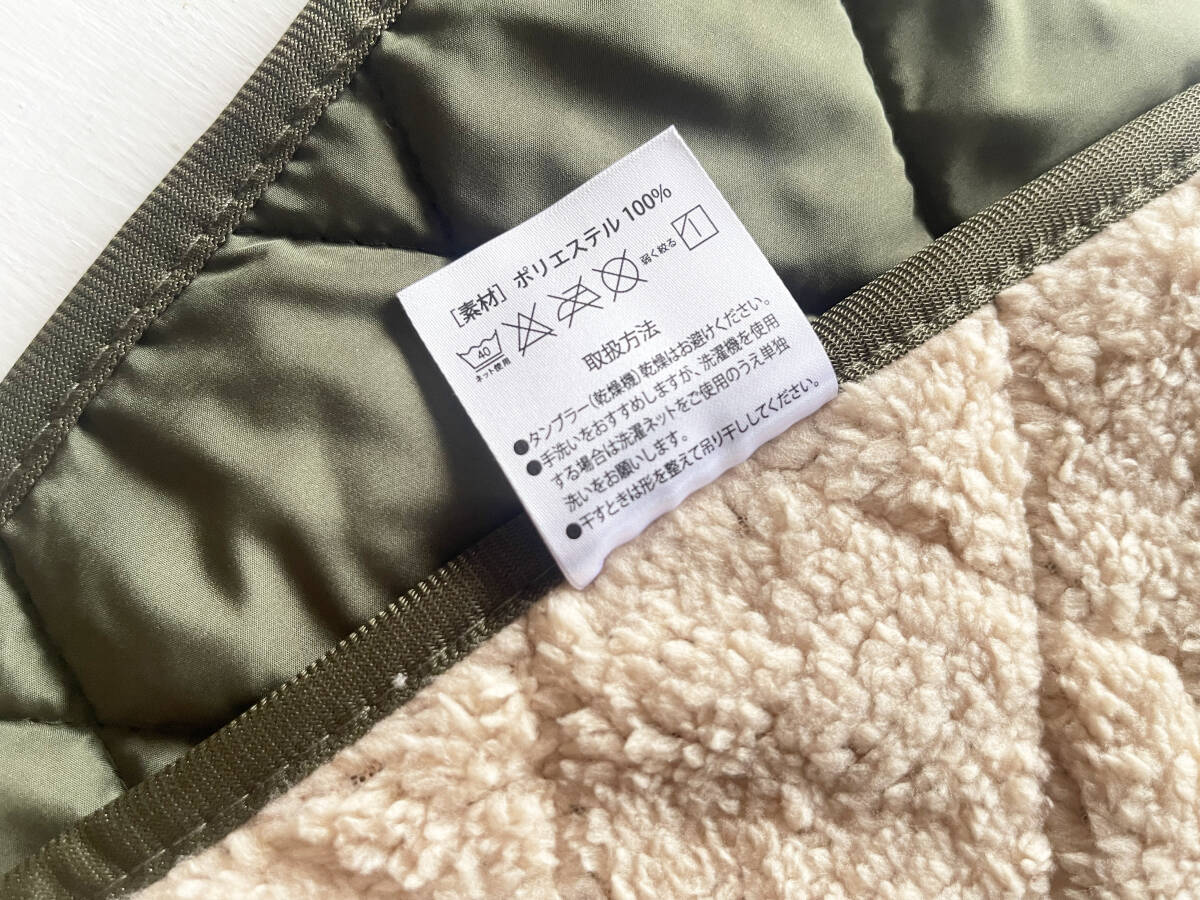 ［素材］ポリエステル 100%
40
ネット使用
弱く絞る
取扱方法
●タンブラー（乾燥機）乾燥はお避けください。
●手洗いをおすすめしますが、洗濯機を使用
する場合は洗濯ネットをご使用のうえ単独
洗いをお願いします。
●干すときは形を整えて吊り干ししてください。